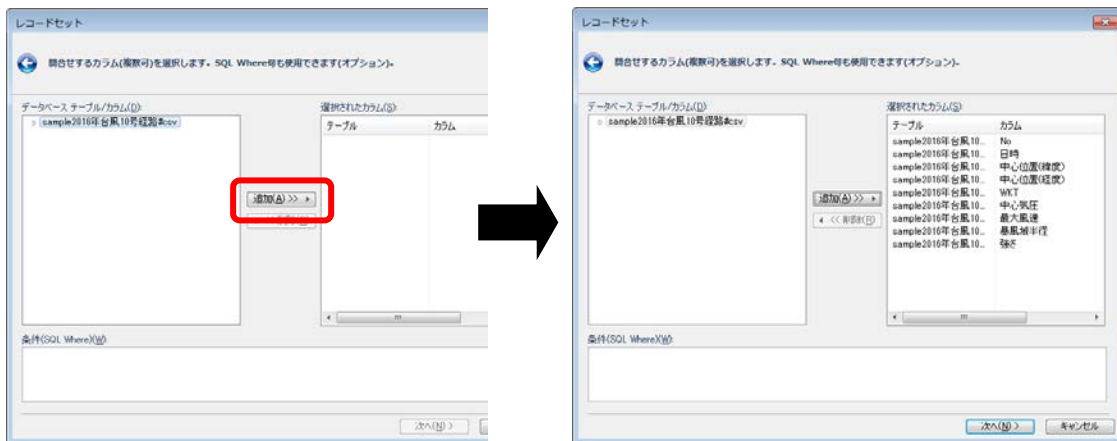 レコードセット
問合せするカラム(複数可)を選択します。SQL Where句も使用できます(オプション)。
データベース テーブル/カラム(D):
sample2016年台風10号経路#csv
選択されたカラム(S):
テーブル カラム
追加(A) >>
<< 削除(R)
条件(SQL Where)(W):
次へ(N) >
レコードセット
問合せするカラム(複数可)を選択します。SQL Where句も使用できます(オプション)。
データベース テーブル/カラム(D):
sample2016年台風10号経路#csv
選択されたカラム(S):
テーブル カラム
sample2016年台風10... No
sample2016年台風10... 日時
sample2016年台風10... 中心位置(緯度)
sample2016年台風10... 中心位置(経度)
sample2016年台風10... WKT
sample2016年台風10... 中心気圧
sample2016年台風10... 最大風速
sample2016年台風10... 暴風域半径
sample2016年台風10... 強さ
追加(A) >>
<< 削除(R)
条件(SQL Where)(W):
次へ(N) >
キャンセル